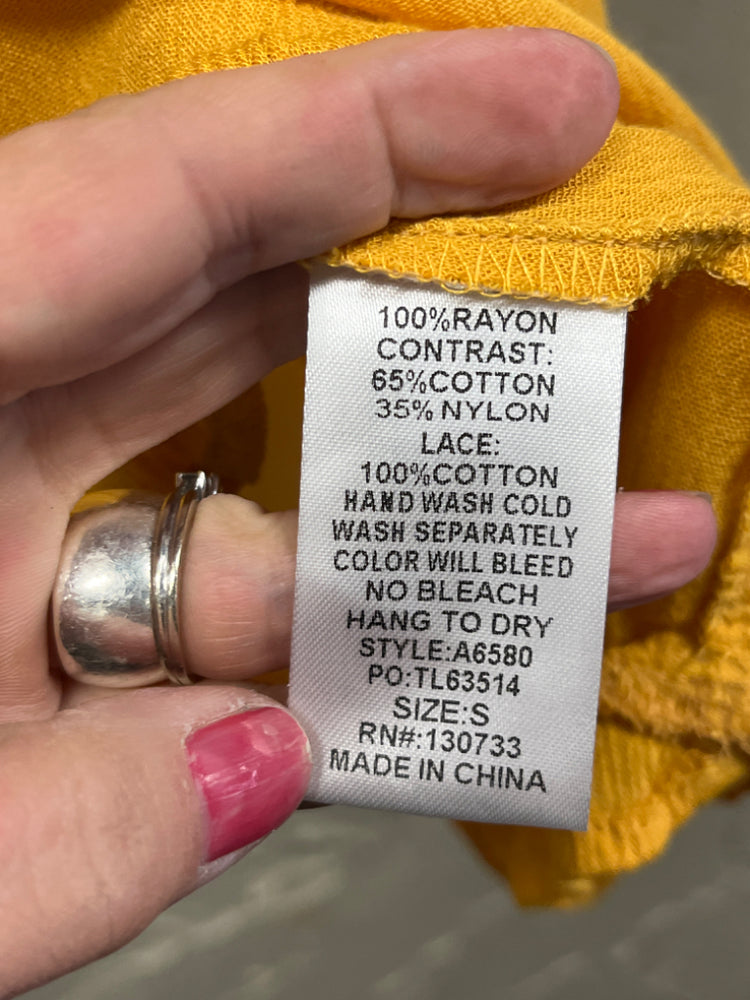 100%RAYON
CONTRAST:
65%COTTON
35% NYLON
LACE:
100%COTTON
HAND WASH COLD
WASH SEPARATELY
COLOR WILL BLEED
NO BLEACH
HANG TO DRY
STYLE:A6580
PO:TL63514
SIZE:S
RN#:130733
MADE IN CHINA